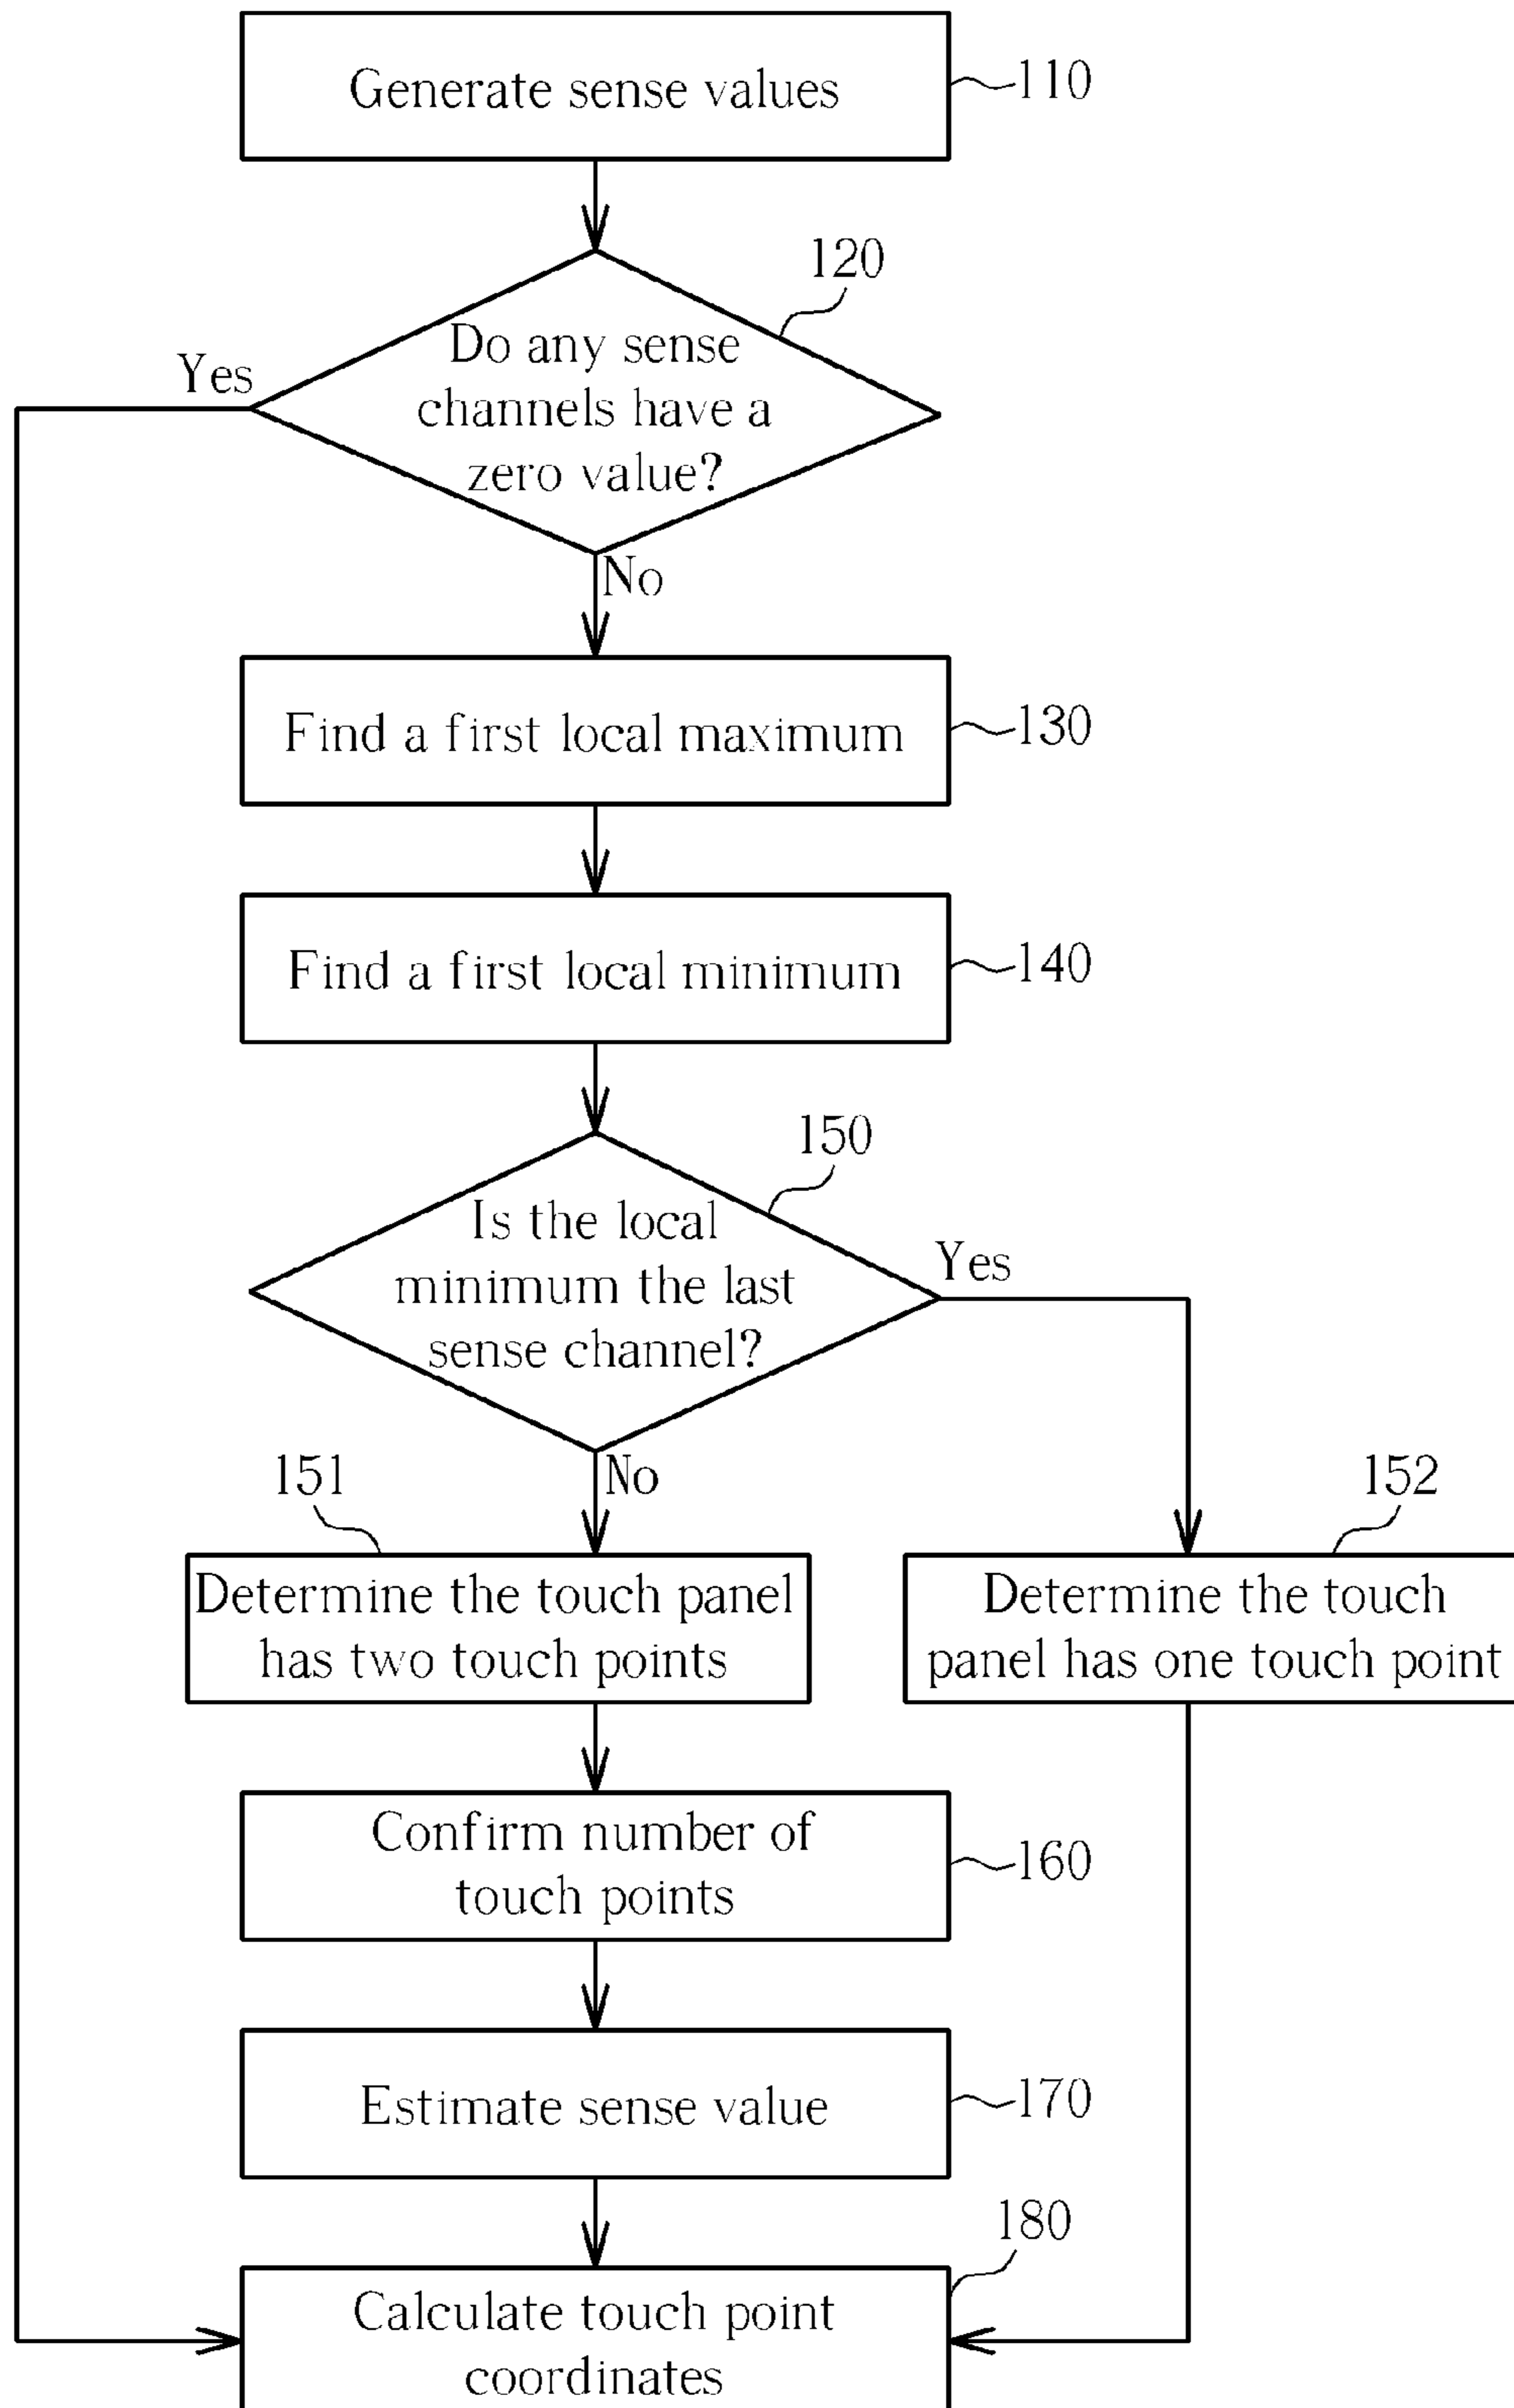 Generate sense values
110
120
Do any sense
channels have a
zero value?
Yes
No
Find a first local maximum
130
Find a first local minimum
140
150
Is the local
minimum the last
sense channel?
Yes
No
151
Determine the touch panel
has two touch points
152
Determine the touch
panel has one touch point
Confirm number of
touch points
160
Estimate sense value
170
180
Calculate touch point
coordinates